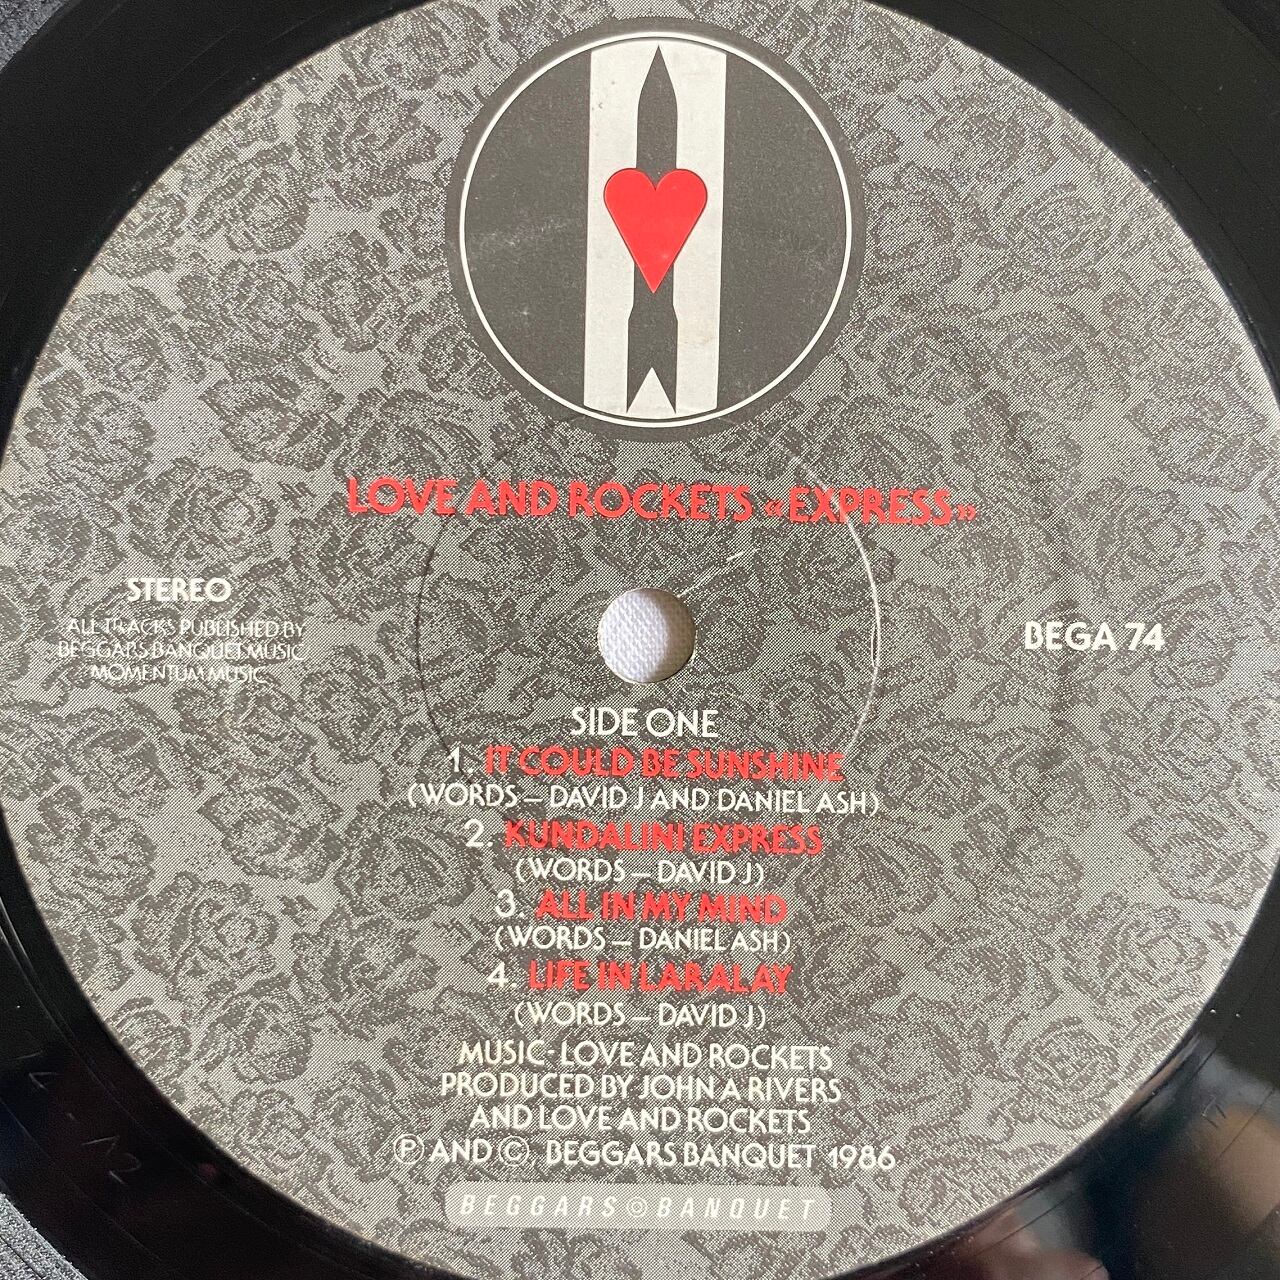 LOVE AND ROCKETS «EXPRESS»
STEREO
ALL TRACKS PUBLISHED BY
BEGGARS BANQUET MUSIC
MOMENTUM MUSIC
BEGA 74
SIDE ONE
1. IT COULD BE SUNSHINE
(WORDS – DAVID J AND DANIEL ASH)
2. KUNDALINI EXPRESS
(WORDS – DAVID J)
3. ALL IN MY MIND
(WORDS – DANIEL ASH)
4. LIFE IN LARALAY
(WORDS – DAVID J)
MUSIC-LOVE AND ROCKETS
PRODUCED BY JOHN A RIVERS
AND LOVE AND ROCKETS
Ⓟ AND © BEGGARS BANQUET 1986
BEGGARS BANQUET